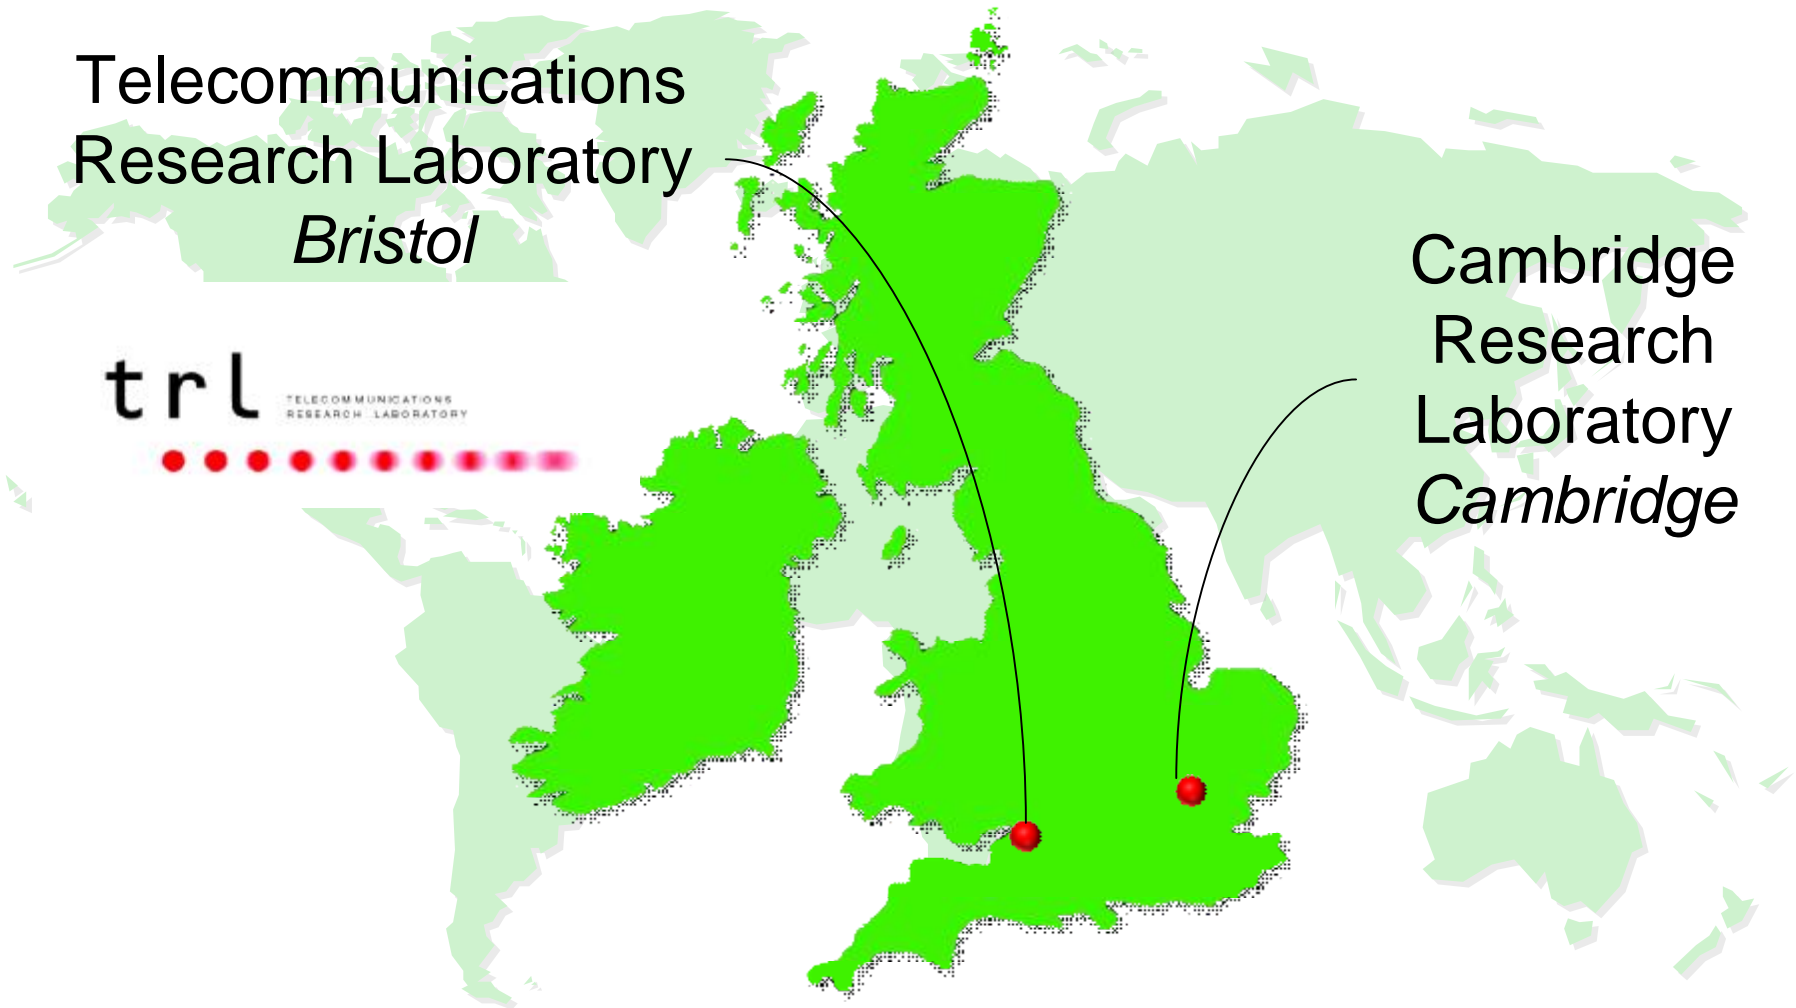 Telecommunications
Research Laboratory
Bristol
trl TELECOMMUNICATIONS
RESEARCH LABORATORY
Cambridge
Research
Laboratory
Cambridge